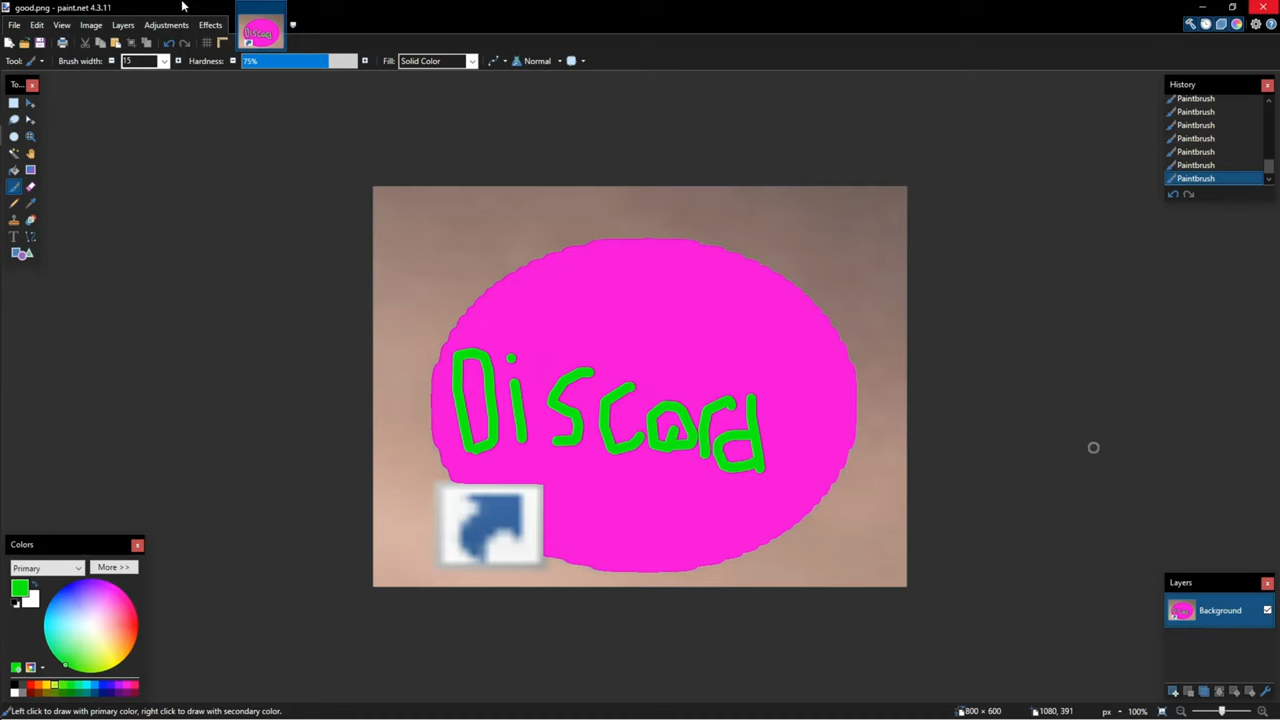 good.png - paint.net 4.3.11
File Edit View Image Layers Adjustments Effects
Tool: Brush width: 15 Hardness: 75% Fill: Solid Color Normal
To...
History
Paintbrush
Paintbrush
Paintbrush
Paintbrush
Paintbrush
Paintbrush
Paintbrush
Discord
Colors
Primary More >>
Layers
Background
Left click to draw with primary color, right click to draw with secondary color. 800 × 600 1080, 391 px 100%